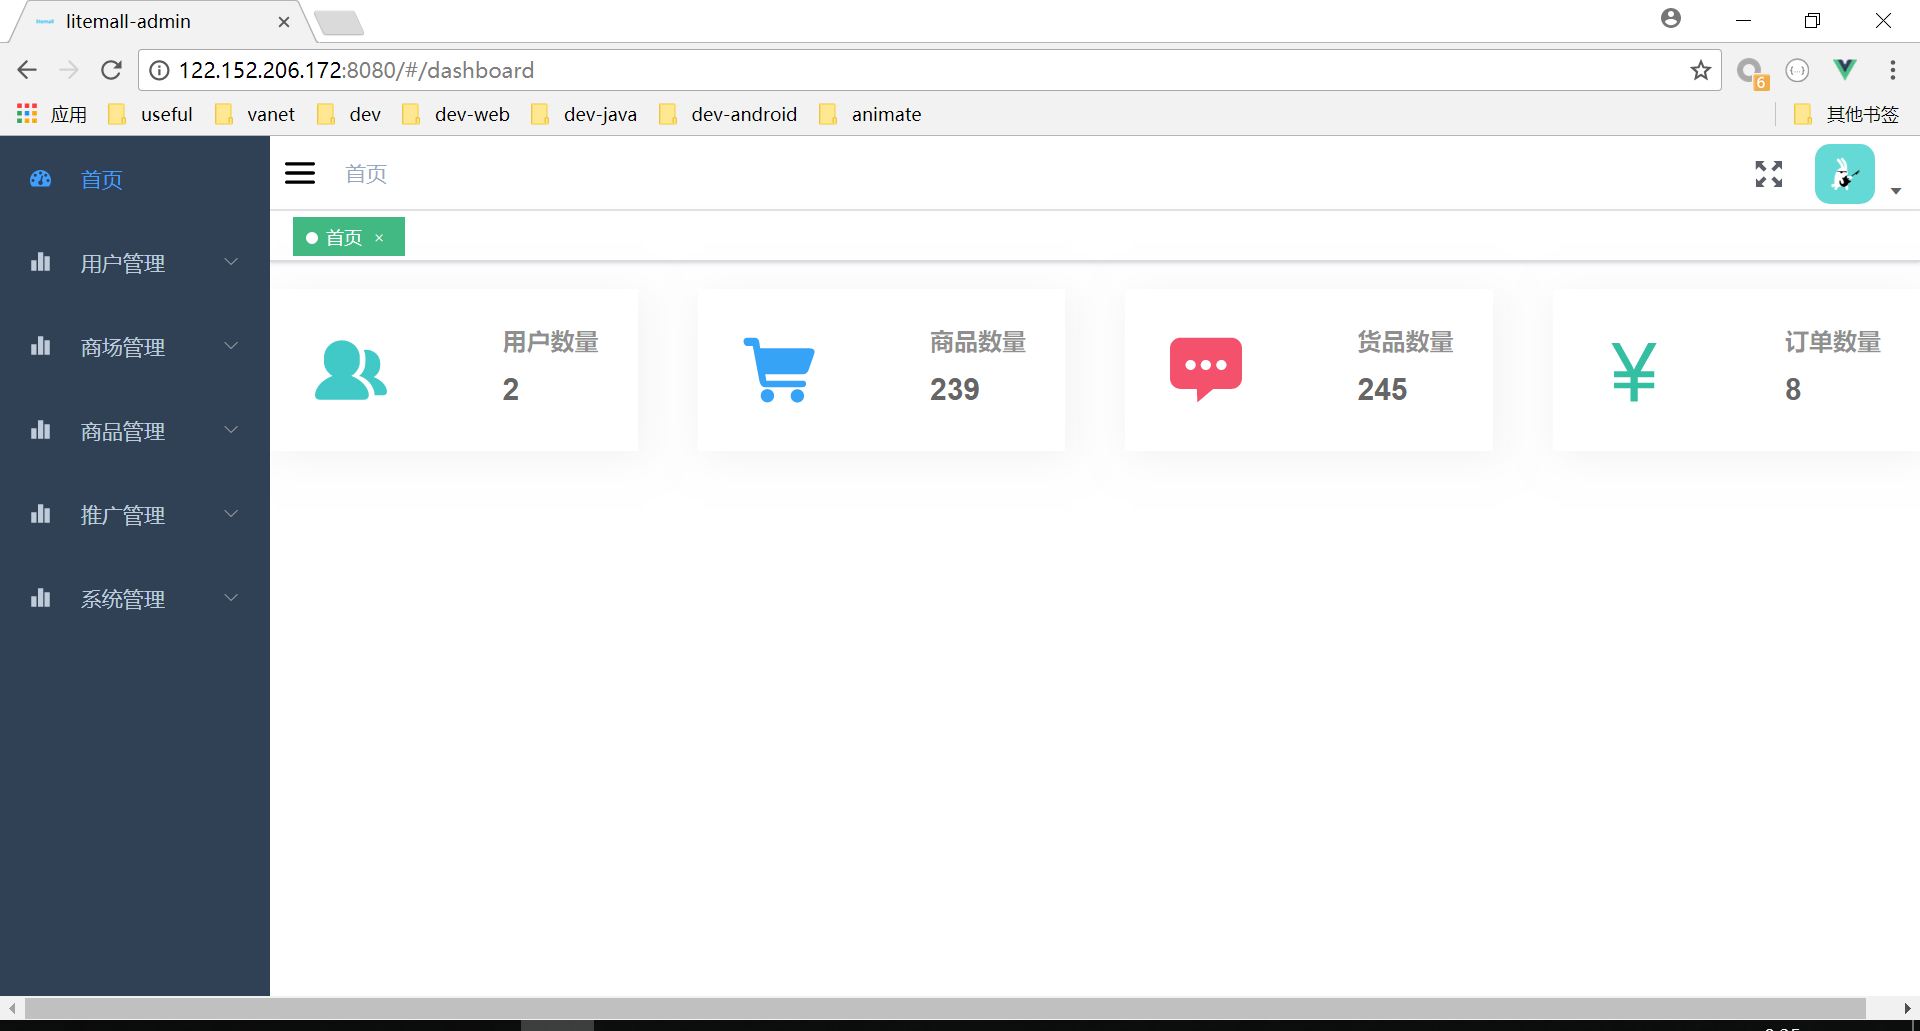 litemall-admin
122.152.206.172:8080/#/dashboard
6
应用 useful vanet dev dev-web dev-java dev-android animate 其他书签
首页
用户管理
商场管理
商品管理
推广管理
系统管理
首页
首页 ×
用户数量
2
商品数量
239
货品数量
245
¥
订单数量
8